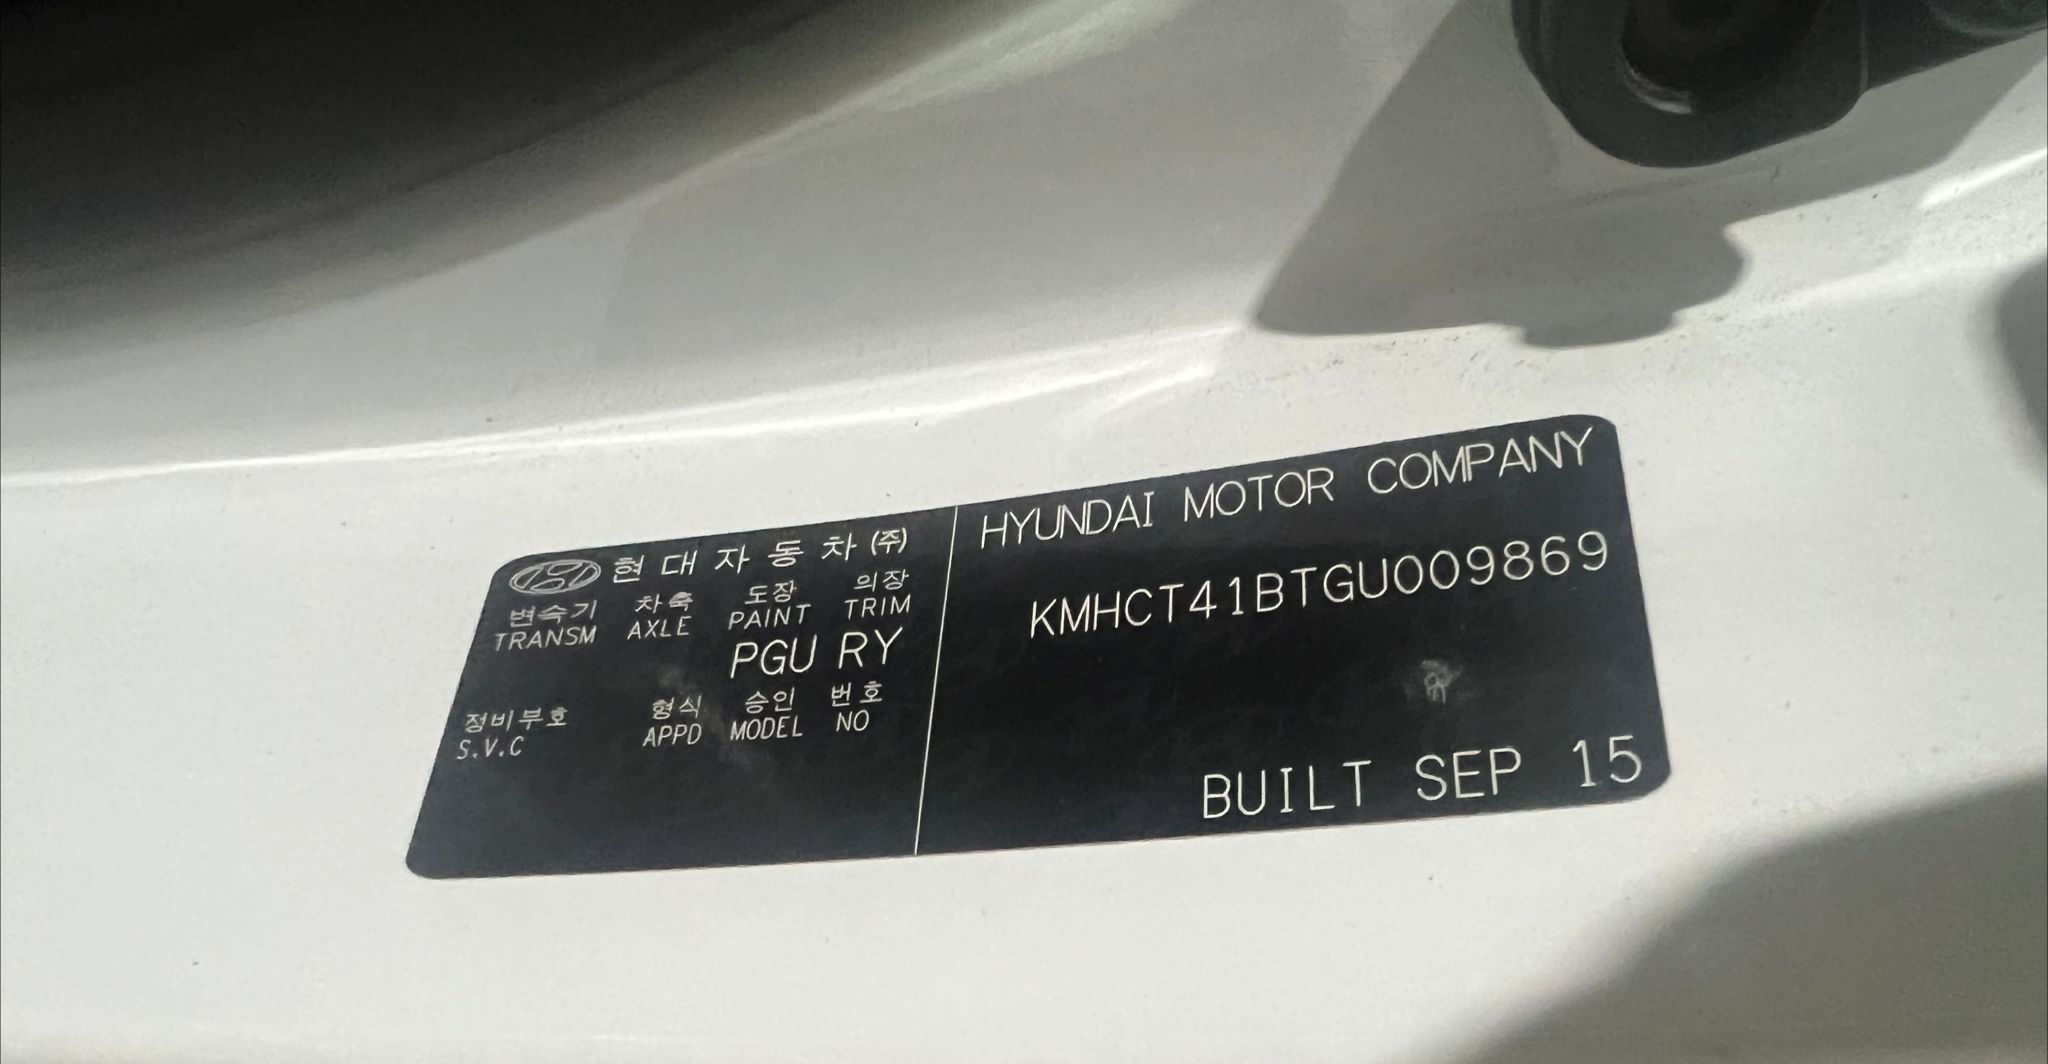 현대자동차(주)
변속기 차축 도장 의장
TRANSM AXLE PAINT TRIM
PGU RY
정비부호 형식 승인 번호
S.V.C APPD MODEL NO
HYUNDAI MOTOR COMPANY
KMHCT41BTGU009869
BUILT SEP 15